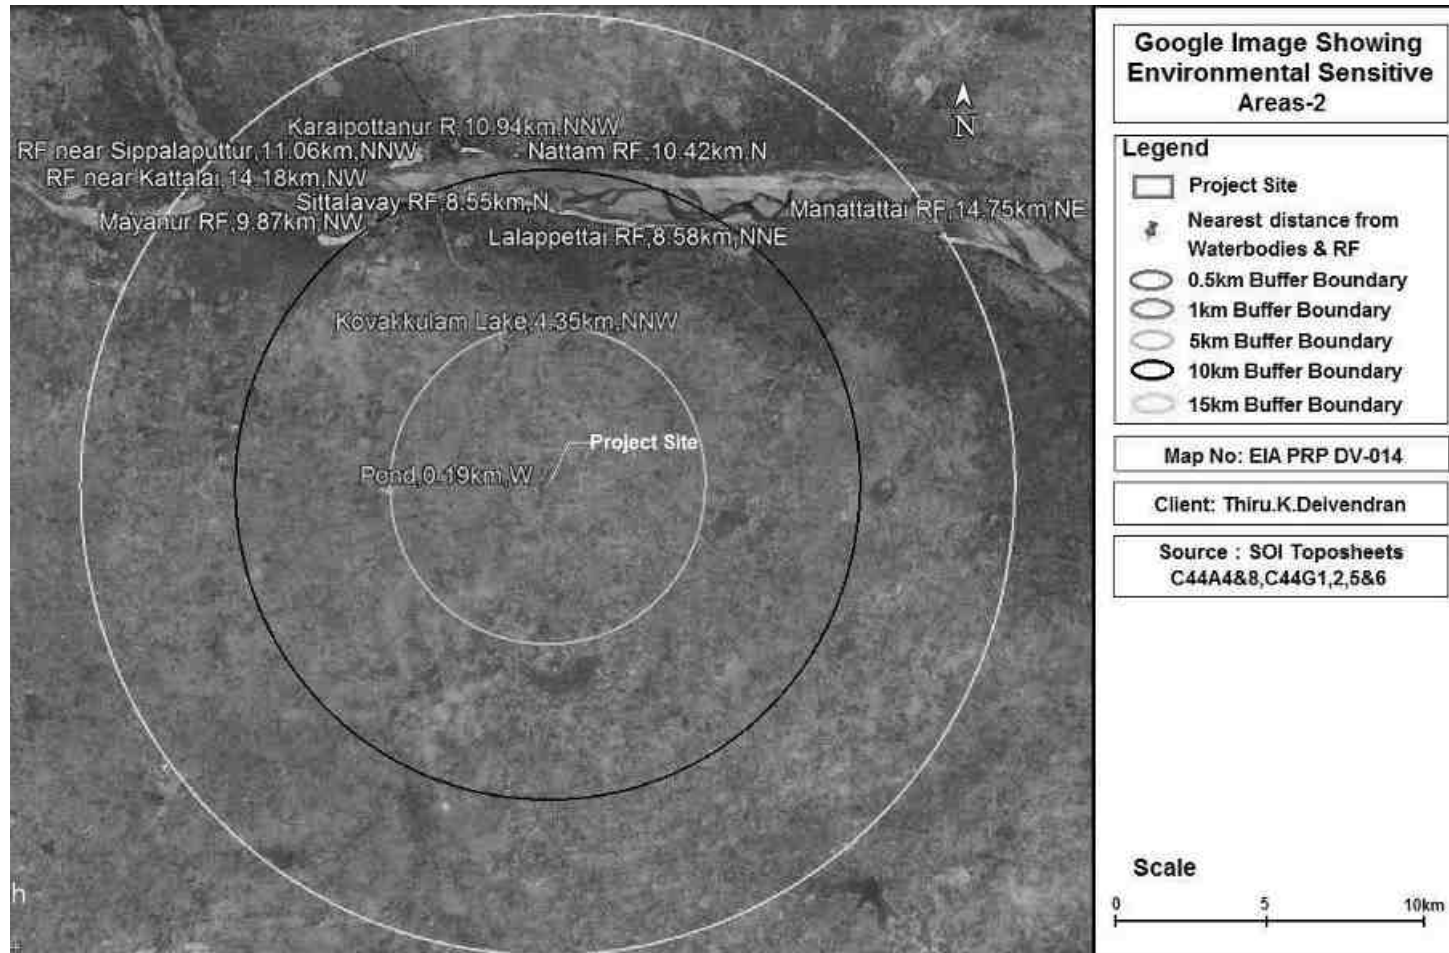 Karaipottanur R,10.94km,NNW
RF near Sippalaputtur,11.06km,NNW
Nattam RF,10.42km,N
RF near Kattalai,14.18km,NW
Sittalavay RF,8.55km,N
Manattattai RF,14.75km,NE
Mayanur RF,9.87km,NW
Lalappettai RF,8.58km,NNE
Kovakkulam Lake,4.35km,NNW
Project Site
Pond,0.19km,W
N
h
Google Image Showing
Environmental Sensitive
Areas-2
Legend
Project Site
Nearest distance from
Waterbodies & RF
0.5km Buffer Boundary
1km Buffer Boundary
5km Buffer Boundary
10km Buffer Boundary
15km Buffer Boundary
Map No: EIA PRP DV-014
Client: Thiru.K.Deivendran
Source : SOI Toposheets
C44A4&8,C44G1,2,5&6
Scale
0 5 10km